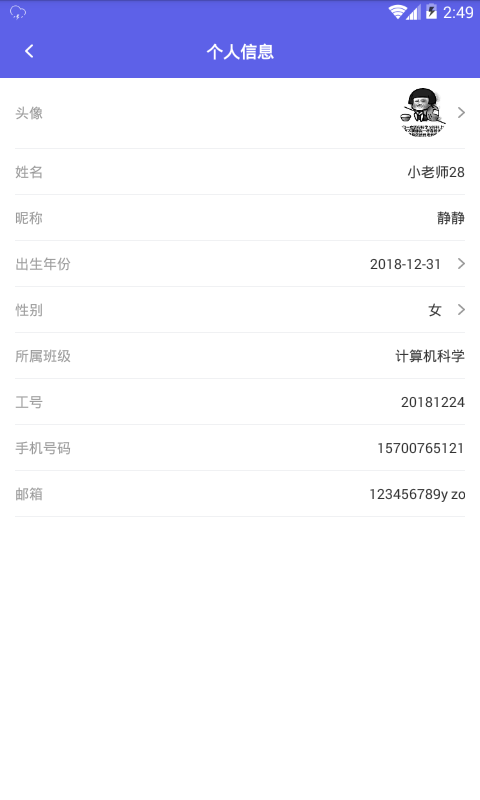 2:49
个人信息
头像
姓名 小老师28
昵称 静静
出生年份 2018-12-31
性别 女
所属班级 计算机科学
工号 20181224
手机号码 15700765121
邮箱 123456789y zo